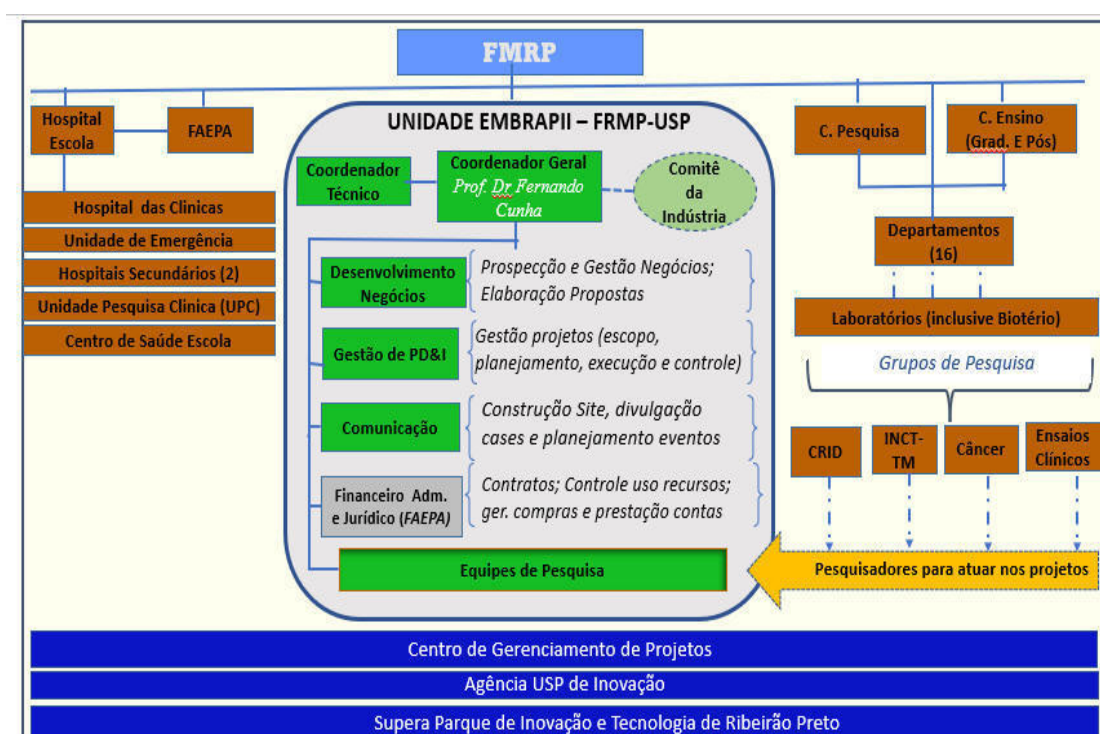 FMRP
Hospital
Escola
FAEPA
UNIDADE EMBRAPII – FRMP-USP
Coordenador
Técnico
Coordenador Geral
Prof. Dr Fernando
Cunha
Comitê
da
Indústria
C. Pesquisa
C. Ensino
(Grad. E Pós)
Hospital das Clinicas
Unidade de Emergência
Hospitais Secundários (2)
Unidade Pesquisa Clinica (UPC)
Centro de Saúde Escola
Desenvolvimento
Negócios
Prospecção e Gestão Negócios;
Elaboração Propostas
Gestão de PD&I
Gestão projetos (escopo,
planejamento, execução e controle)
Comunicação
Construção Site, divulgação
cases e planejamento eventos
Financeiro Adm.
e Jurídico (FAEPA)
Contratos; Controle uso recursos;
ger. compras e prestação contas
Equipes de Pesquisa
Departamentos
(16)
Laboratórios (inclusive Biotério)
Grupos de Pesquisa
CRID
INCT-
TM
Câncer
Ensaios
Clínicos
Pesquisadores para atuar nos projetos
Centro de Gerenciamento de Projetos
Agência USP de Inovação
Supera Parque de Inovação e Tecnologia de Ribeirão Preto